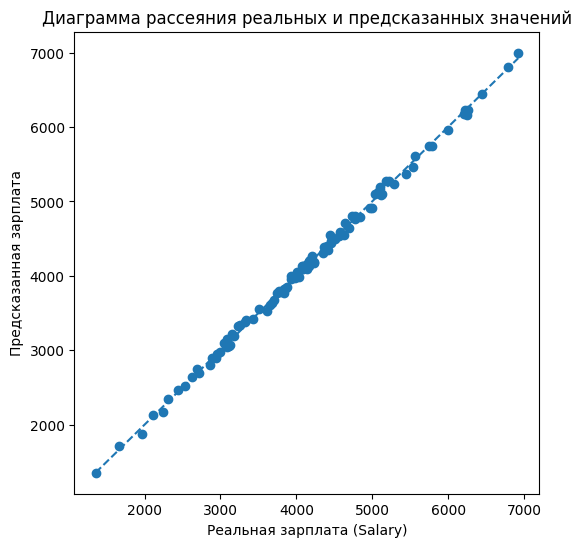 Диаграмма рассеяния реальных и предсказанных значений
7000
6000
5000
4000
3000
2000
Предсказанная зарплата
2000 3000 4000 5000 6000 7000
Реальная зарплата (Salary)